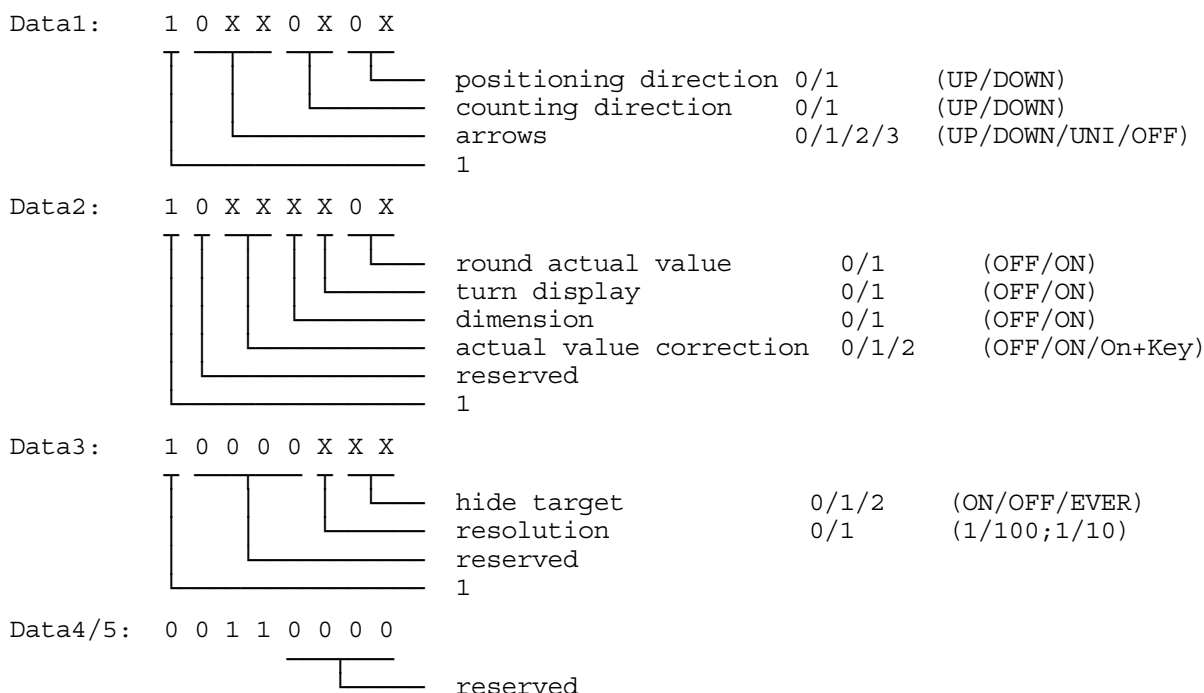 Data1: 1 0 X X 0 X 0 X
positioning direction 0/1 (UP/DOWN)
counting direction 0/1 (UP/DOWN)
arrows 0/1/2/3 (UP/DOWN/UNI/OFF)
1
Data2: 1 0 X X X X 0 X
round actual value 0/1 (OFF/ON)
turn display 0/1 (OFF/ON)
dimension 0/1 (OFF/ON)
actual value correction 0/1/2 (OFF/ON/On+Key)
reserved
1
Data3: 1 0 0 0 0 X X X
hide target 0/1/2 (ON/OFF/EVER)
resolution 0/1 (1/100;1/10)
reserved
1
Data4/5: 0 0 1 1 0 0 0 0
reserved